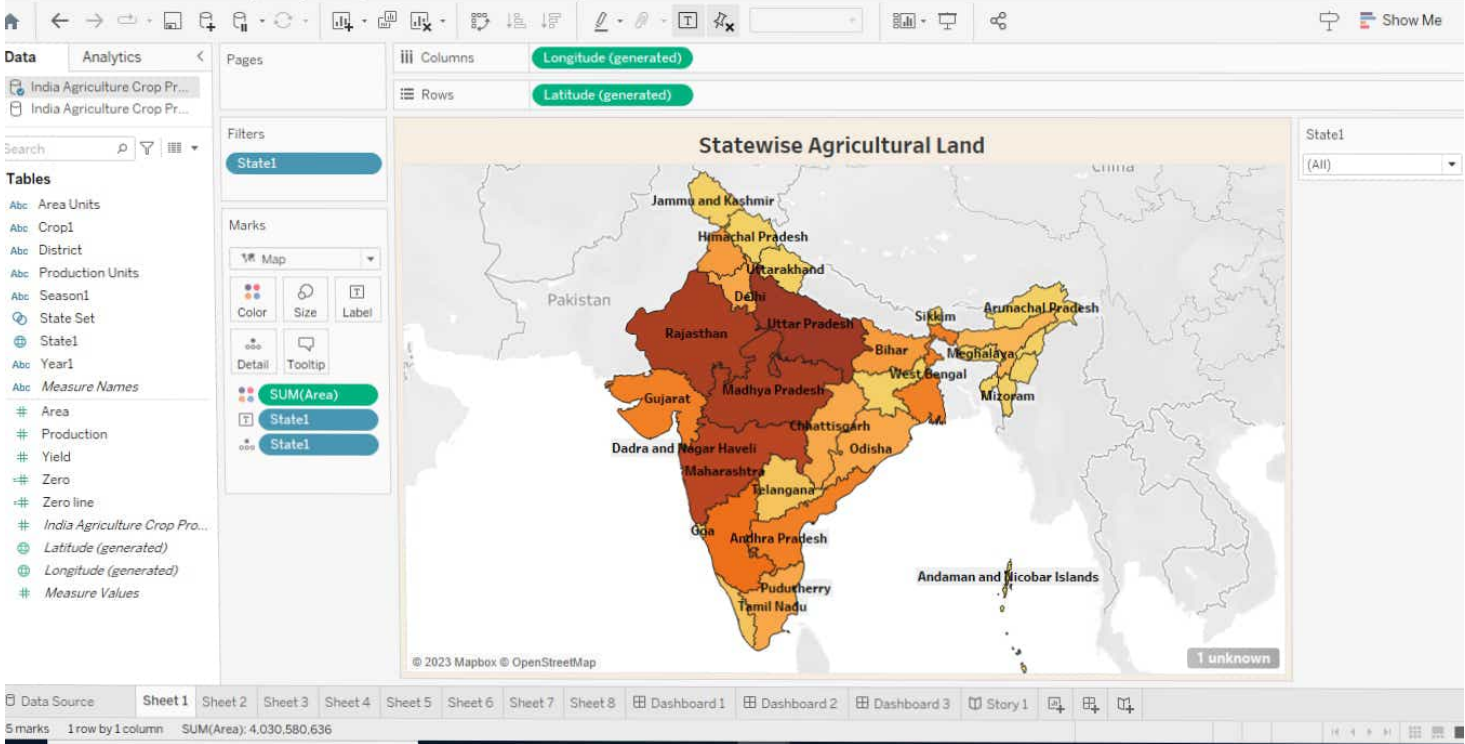 Show Me
Data Analytics
India Agriculture Crop Pr...
India Agriculture Crop Pr...
Search
Tables
Abc Area Units
Abc Crop1
Abc District
Abc Production Units
Abc Season1
State Set
State1
Abc Year1
Abc Measure Names
# Area
# Production
# Yield
=# Zero
=# Zero line
# India Agriculture Crop Pro...
Latitude (generated)
Longitude (generated)
# Measure Values
Pages
Filters
State1
Marks
Map
Color Size Label
Detail Tooltip
SUM(Area)
State1
State1
Columns Longitude (generated)
Rows Latitude (generated)
Statewise Agricultural Land
China
Jammu and Kashmir
Himachal Pradesh
Uttarakhand
Pakistan
Delhi
Arunachal Pradesh
Sikkim
Rajasthan
Uttar Pradesh
Bihar
Meghalaya
West Bengal
Madhya Pradesh
Mizoram
Gujarat
Chhattisgarh
Dadra and Nagar Haveli
Odisha
Maharashtra
Telangana
Goa
Andhra Pradesh
Andaman and Nicobar Islands
Puducherry
Tamil Nadu
© 2023 Mapbox © OpenStreetMap
1 unknown
State1
(All)
Data Source Sheet 1 Sheet 2 Sheet 3 Sheet 4 Sheet 5 Sheet 6 Sheet 7 Sheet 8 Dashboard 1 Dashboard 2 Dashboard 3 Story 1
5 marks 1 row by 1 column SUM(Area): 4,030,580,636